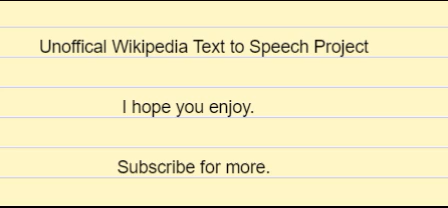 Unoffical Wikipedia Text to Speech Project
I hope you enjoy.
Subscribe for more.